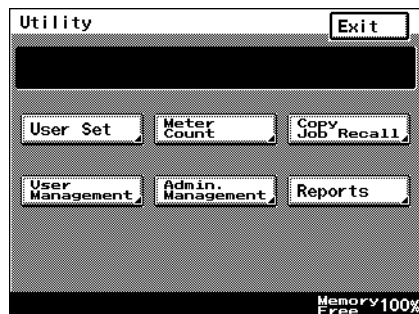 Utility
Exit
User Set
Meter
Count
Copy
Job Recall
User
Management
Admin.
Management
Reports
Memory
Free 100%